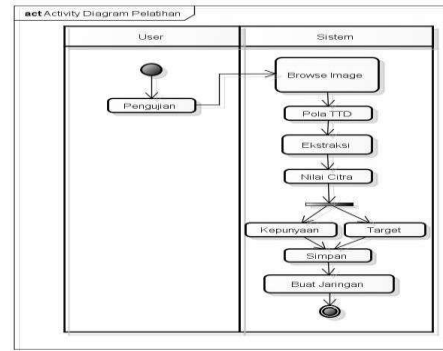 act Activity Diagram Pelatihan
User
Sistem
Pengujian
Browse Image
Pola TTD
Ekstraksi
Nilai Citra
Kepunyaan
Target
Simpan
Buat Jaringan